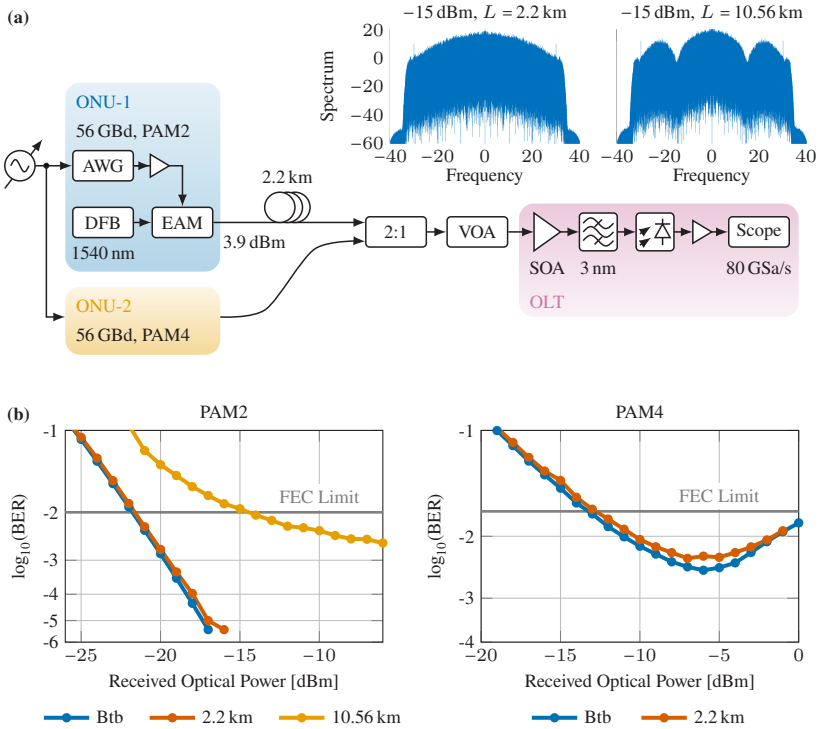 (a)
−15 dBm, L = 2.2 km
−15 dBm, L = 10.56 km
Spectrum
20
0
−20
−40
−60
−40 −20 0 20 40
Frequency
−40 −20 0 20 40
Frequency
ONU-1
56 GBd, PAM2
AWG
DFB
EAM
1540 nm
3.9 dBm
2.2 km
2:1
VOA
SOA
3 nm
Scope
80 GSa/s
OLT
ONU-2
56 GBd, PAM4
(b)
PAM2
log10(BER)
-1
-2
-3
-4
-5
-6
FEC Limit
−25 −20 −15 −10
Received Optical Power [dBm]
Btb 2.2 km 10.56 km
PAM4
log10(BER)
-1
-2
-3
-4
FEC Limit
−20 −15 −10 −5 0
Received Optical Power [dBm]
Btb 2.2 km